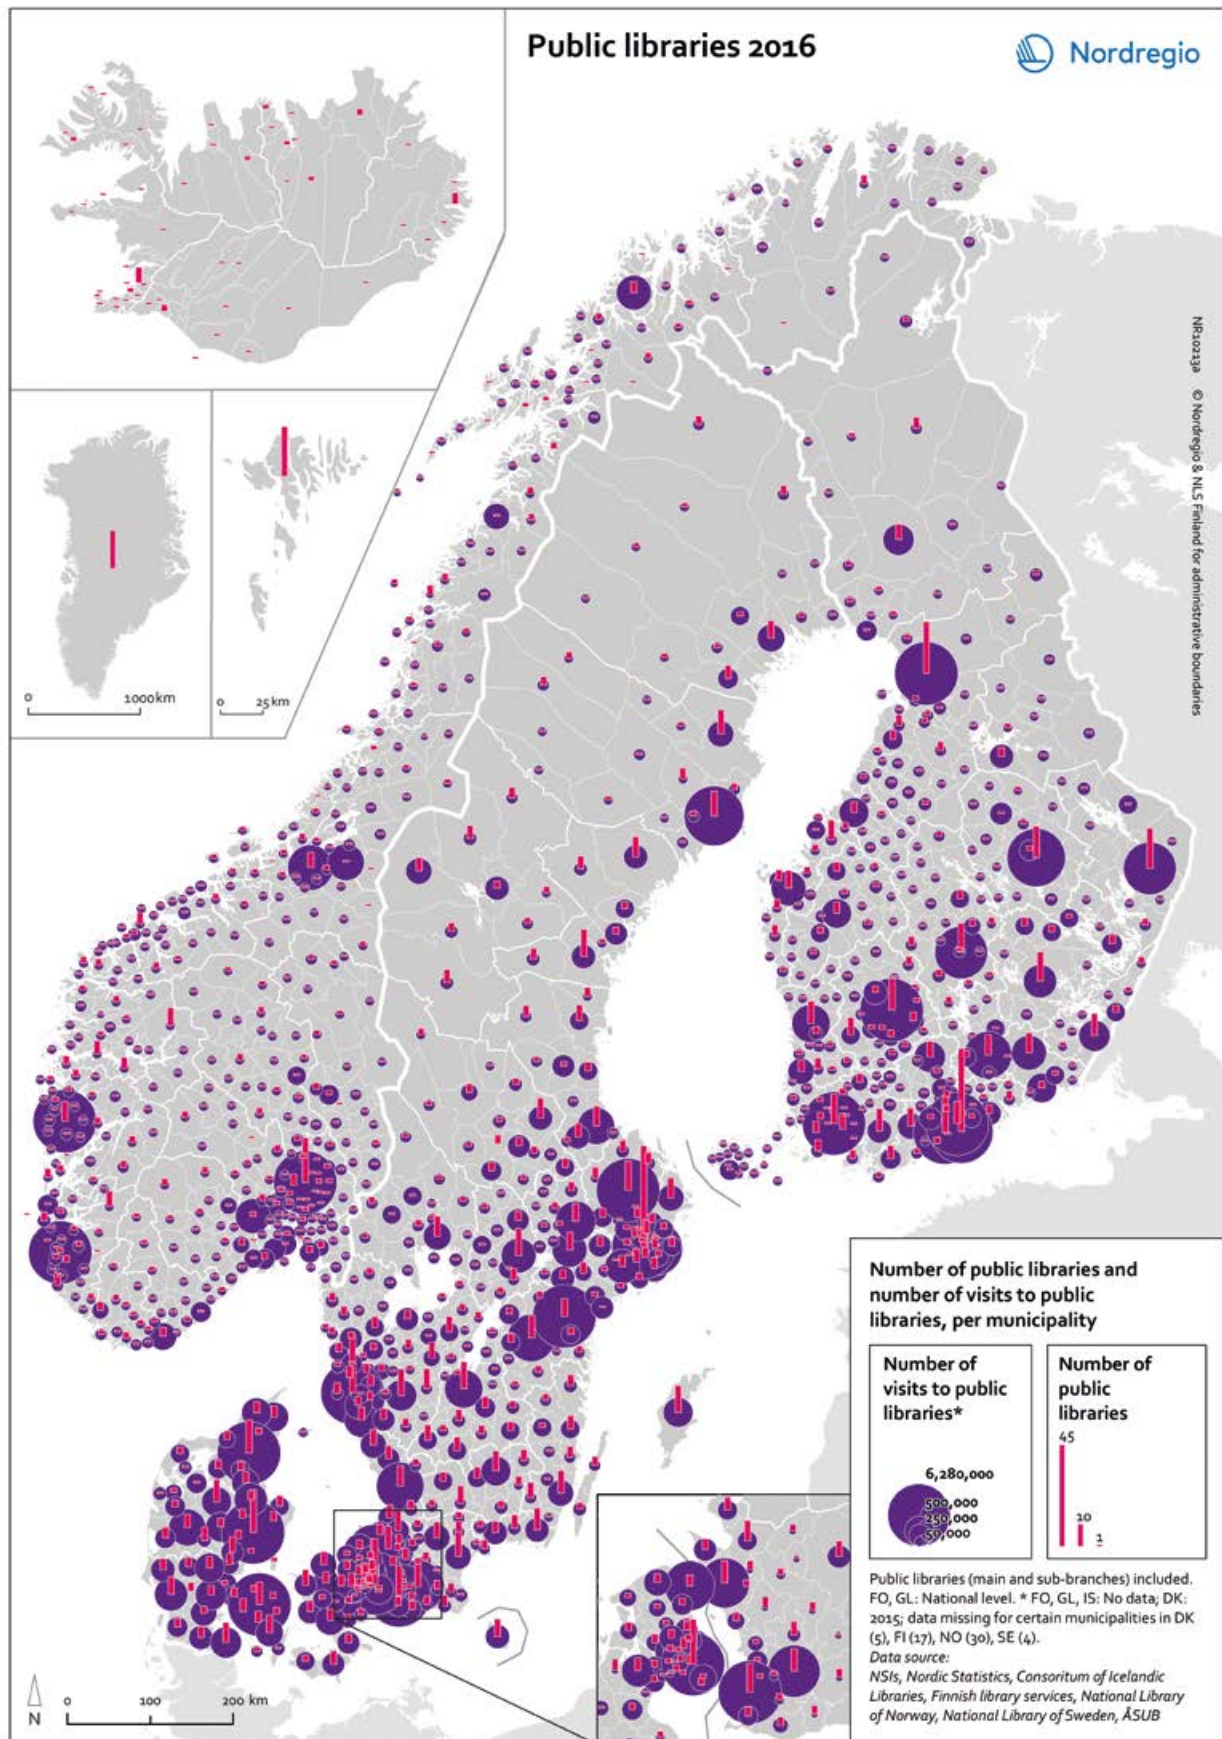 Public libraries 2016
Nordregio
NR10213a © Nordregio & NLS Finland for administrative boundaries
0 1000km
0 25 km
Number of public libraries and
number of visits to public
libraries, per municipality
Number of
visits to public
libraries*
6,280,000
500,000
250,000
50,000
Number of
public
libraries
45
10
1
Public libraries (main and sub-branches) included.
FO, GL: National level. * FO, GL, IS: No data; DK:
2015; data missing for certain municipalities in DK
(5), FI (17), NO (30), SE (4).
Data source:
NSIs, Nordic Statistics, Consoritum of Icelandic
Libraries, Finnish library services, National Library
of Norway, National Library of Sweden, ÅSUB
N
0 100 200 km